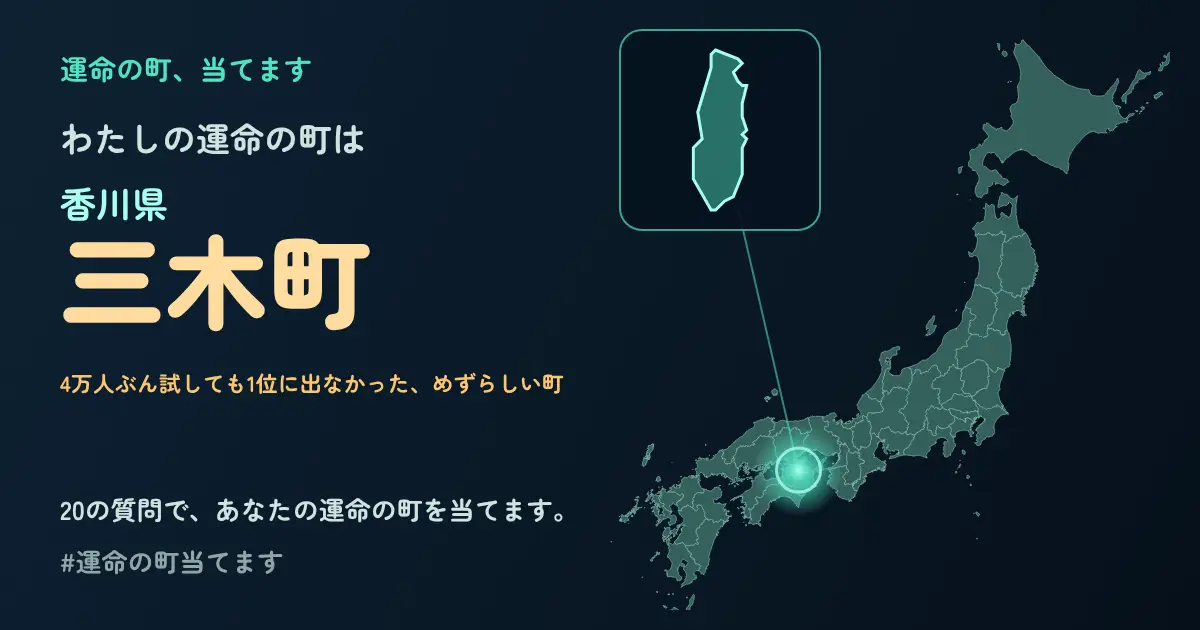 運命の町、当てます
わたしの運命の町は
香川県
三木町
4万人ぶん試しても1位に出なかった、めずらしい町
20の質問で、あなたの運命の町を当てます。
#運命の町当てます